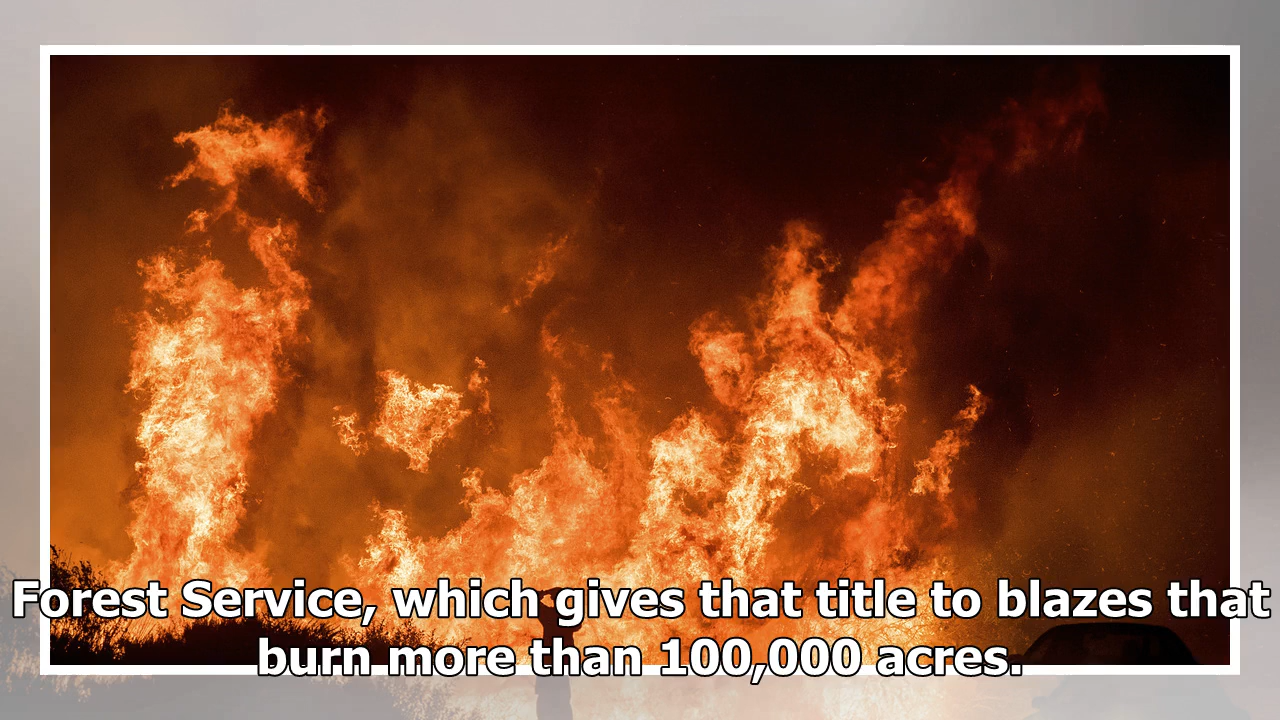 Forest Service, which gives that title to blazes that
burn more than 100,000 acres.